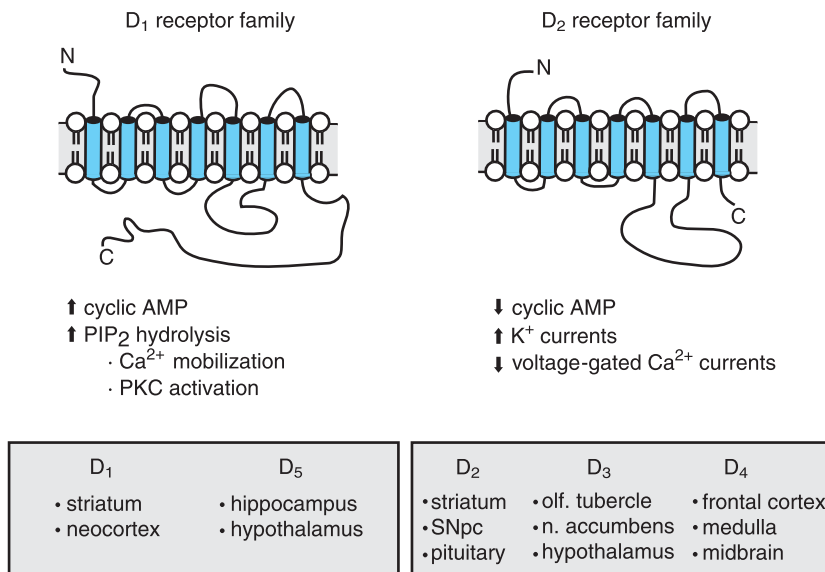 D₁ receptor family
N
C
↑ cyclic AMP
↑ PIP₂ hydrolysis
· Ca²⁺ mobilization
· PKC activation
D₂ receptor family
N
C
↓ cyclic AMP
↑ K⁺ currents
↓ voltage-gated Ca²⁺ currents
D₁
• striatum
• neocortex
D₅
• hippocampus
• hypothalamus
D₂
• striatum
• SNpc
• pituitary
D₃
• olf. tubercle
• n. accumbens
• hypothalamus
D₄
• frontal cortex
• medulla
• midbrain